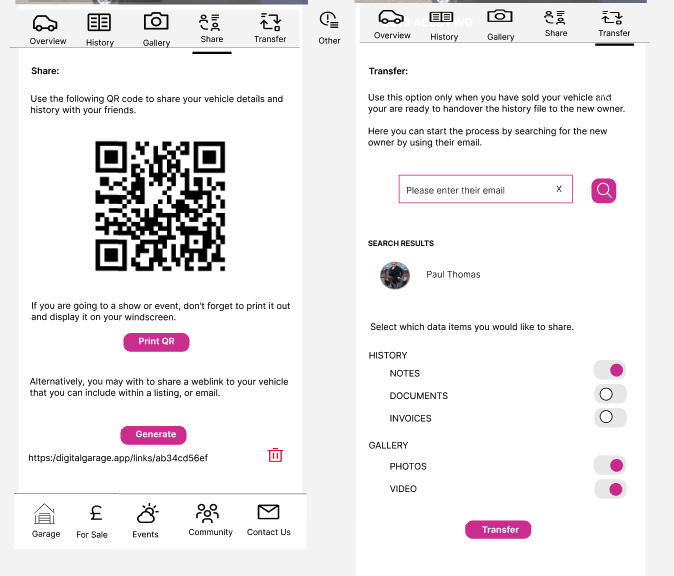 Overview
History
Gallery
Share
Transfer
Other
Share:
Use the following QR code to share your vehicle details and
history with your friends.
If you are going to a show or event, don't forget to print it out
and display it on your windscreen.
Print QR
Alternatively, you may with to share a weblink to your vehicle
that you can include within a listing, or email.
Generate
https:/digitalgarage.app/links/ab34cd56ef
Garage
For Sale
Events
Community
Contact Us
Overview
History
Gallery
Share
Transfer
Transfer:
Use this option only when you have sold your vehicle and
your are ready to handover the history file to the new owner.
Here you can start the process by searching for the new
owner by using their email.
Please enter their email X
SEARCH RESULTS
Paul Thomas
Select which data items you would like to share.
HISTORY
NOTES
DOCUMENTS
INVOICES
GALLERY
PHOTOS
VIDEO
Transfer